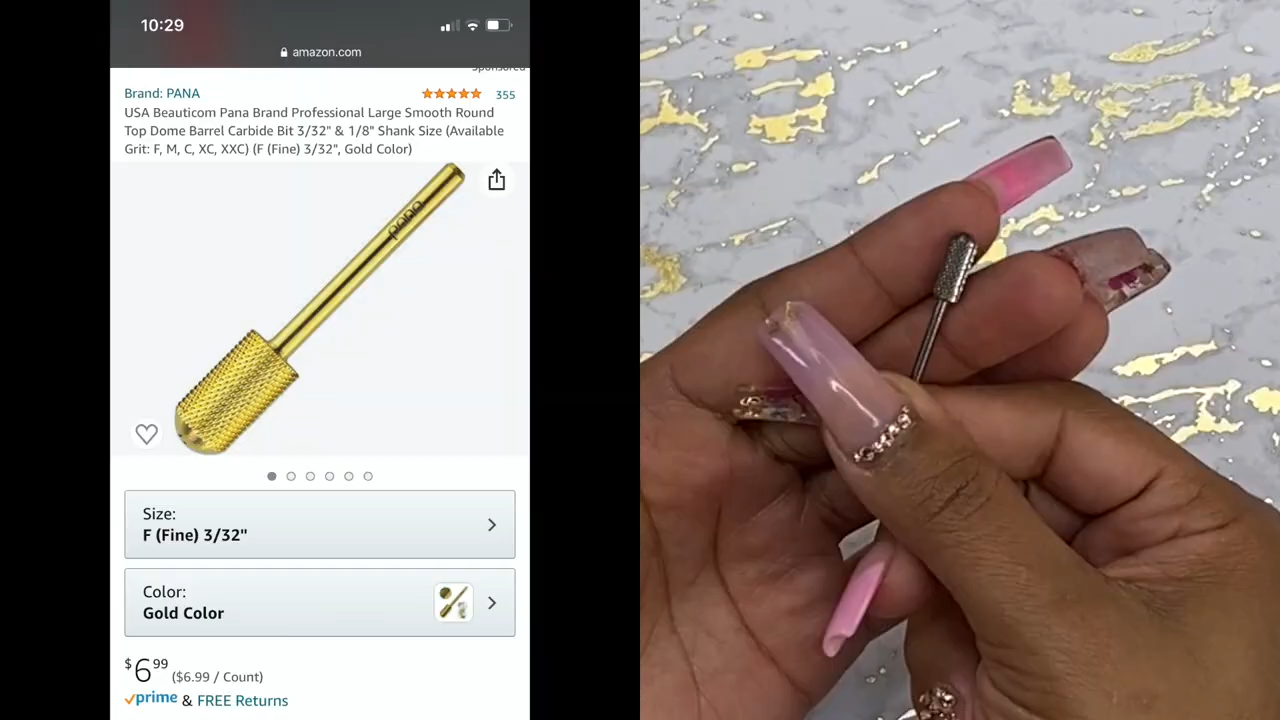 10:29
amazon.com
Sponsored
Brand: PANA
355
USA Beauticom Pana Brand Professional Large Smooth Round
Top Dome Barrel Carbide Bit 3/32" & 1/8" Shank Size (Available
Grit: F, M, C, XC, XXC) (F (Fine) 3/32", Gold Color)
pana
Size:
F (Fine) 3/32"
Color:
Gold Color
$6.99 ($6.99 / Count)
prime & FREE Returns